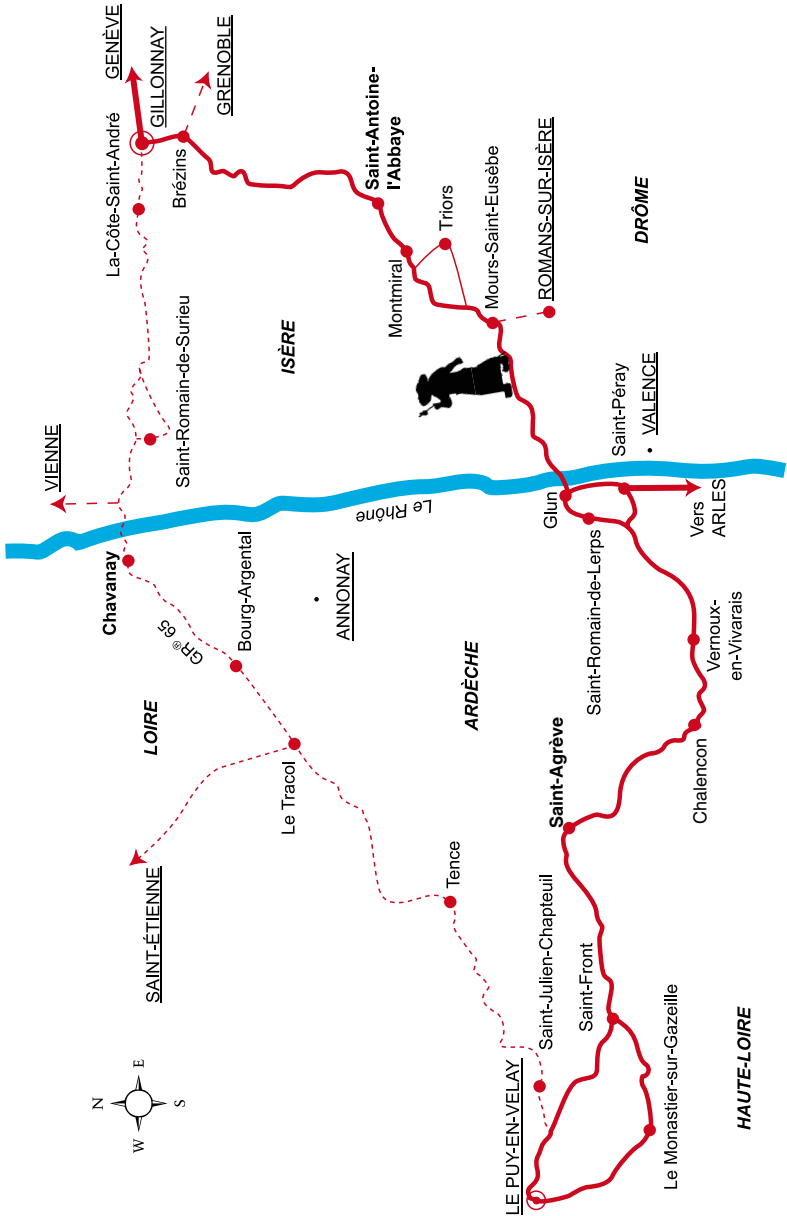 N
W
E
S
SAINT-ÉTIENNE
LOIRE
VIENNE
Chavanay
GR® 65
Bourg-Argental
Le Tracol
Saint-Romain-de-Surieu
La-Côte-Saint-André
GENÈVE
GILLONNAY
Brézins
GRENOBLE
ISÈRE
ANNONAY
Le Rhône
Saint-Antoine-
l'Abbaye
Montmiral
Triors
Mours-Saint-Eusèbe
ROMANS-SUR-ISÈRE
DRÔME
Tence
ARDÈCHE
LE PUY-EN-VELAY
Saint-Julien-Chapteuil
Saint-Front
Saint-Agrève
Le Monastier-sur-Gazeille
HAUTE-LOIRE
Chalencon
Vernoux-
en-Vivarais
Saint-Romain-de-Lerps
Glun
Saint-Péray
VALENCE
Vers
ARLES